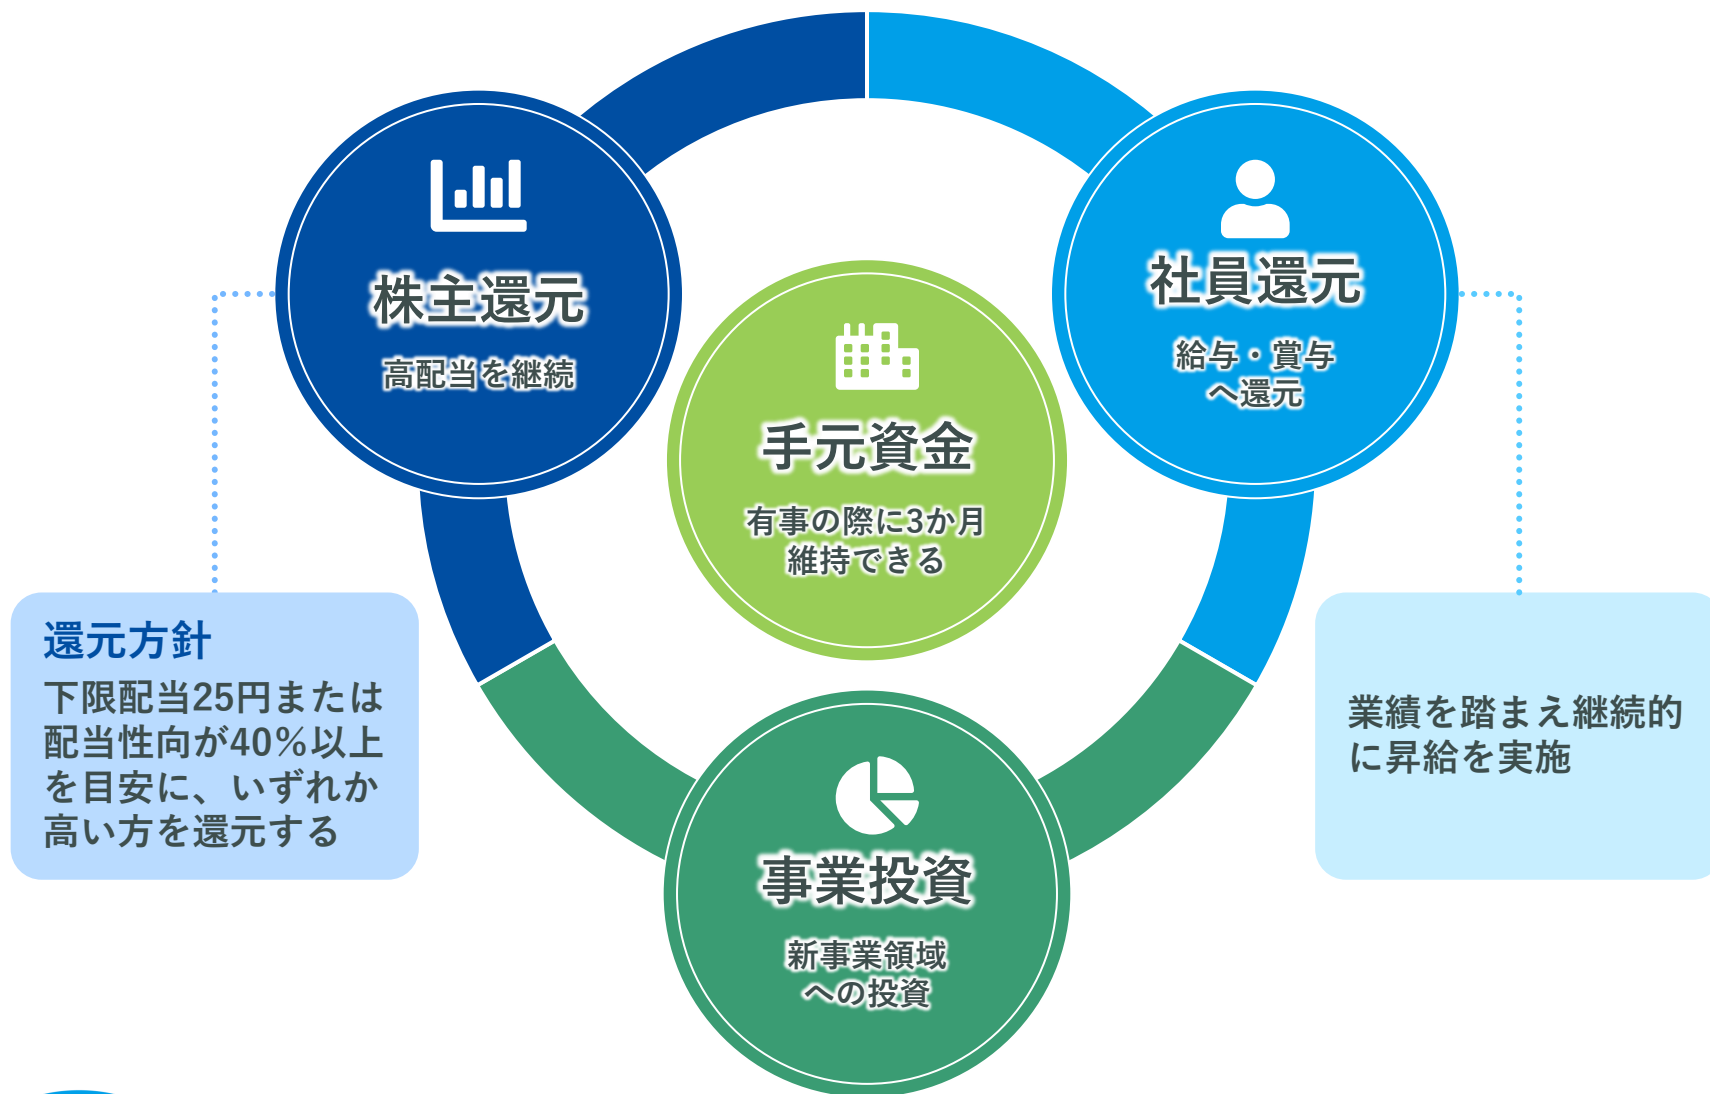 株主還元
高配当を継続
社員還元
給与・賞与
へ還元
手元資金
有事の際に3か月
維持できる
還元方針
下限配当25円または
配当性向が40％以上
を目安に、いずれか
高い方を還元する
業績を踏まえ継続的
に昇給を実施
事業投資
新事業領域
への投資